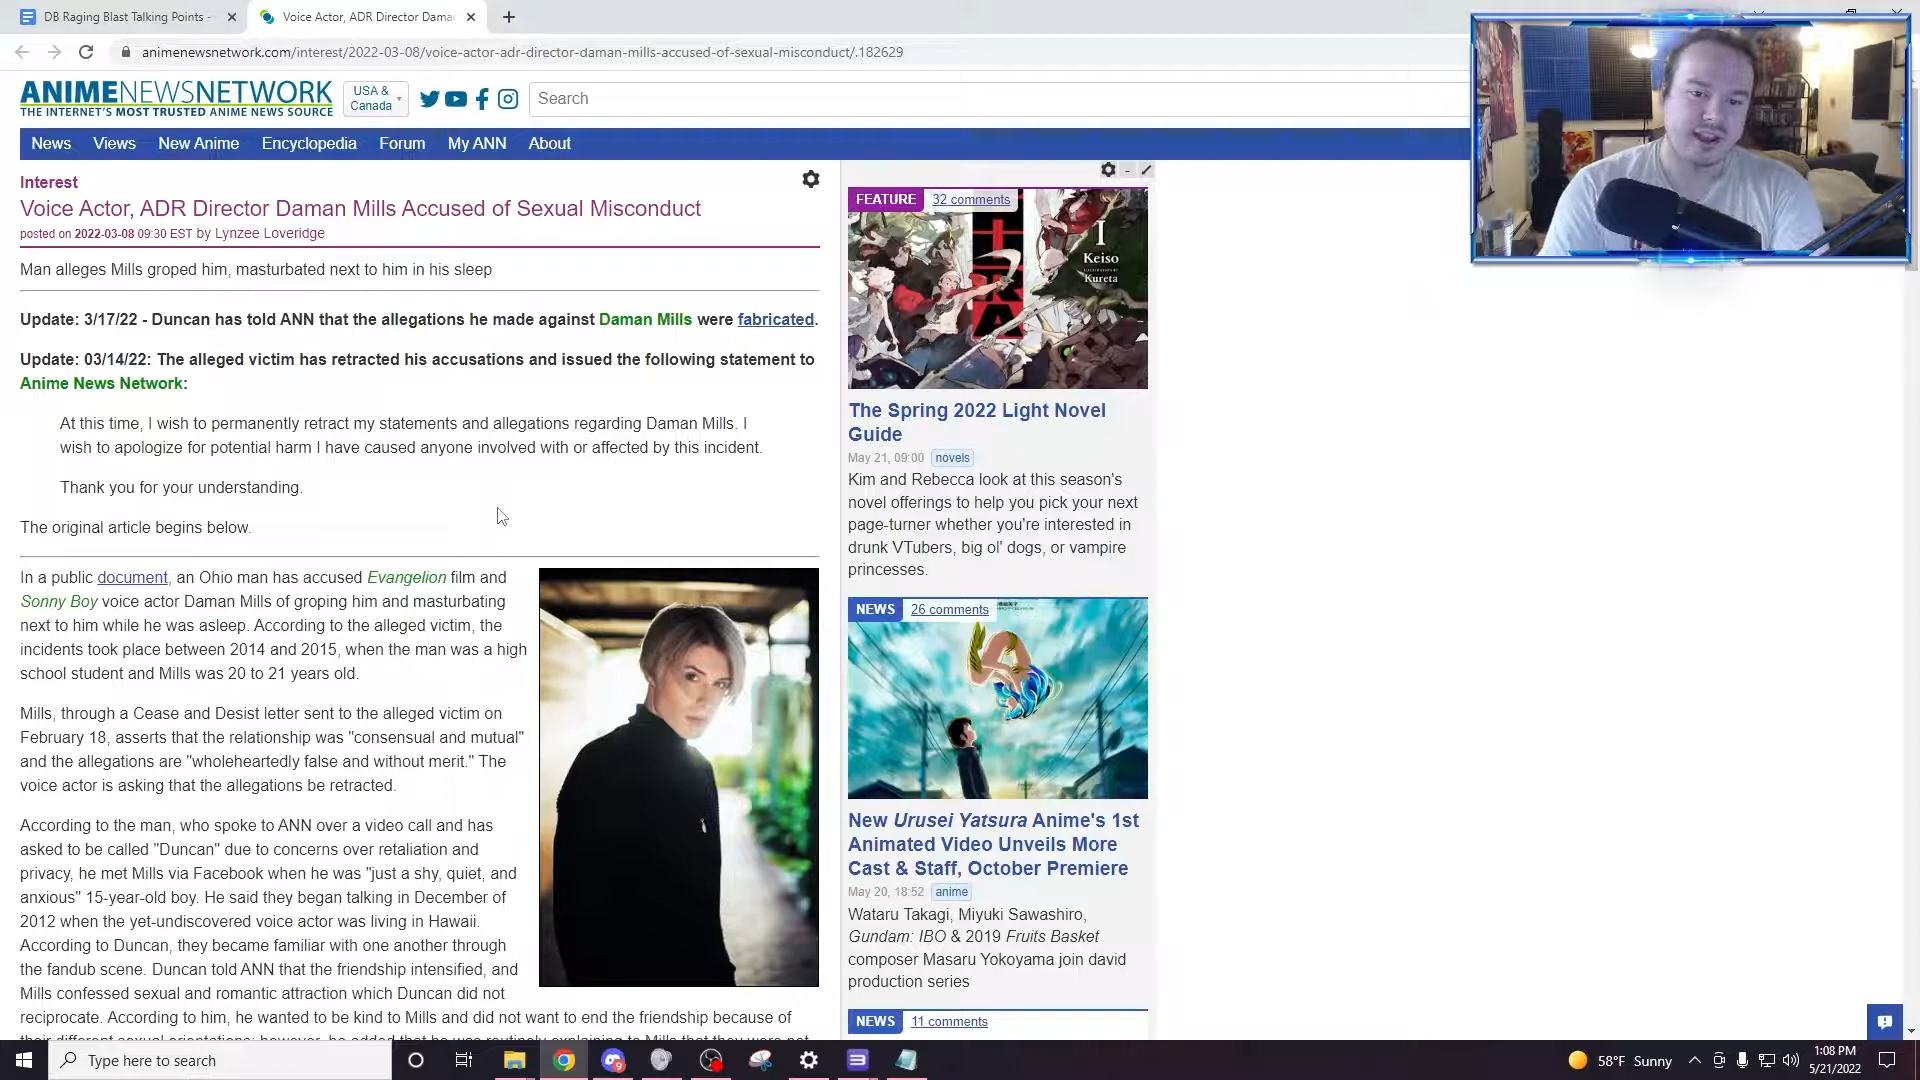 DB Raging Blast Talking Points -
Voice Actor, ADR Director Dama
animenewsnetwork.com/interest/2022-03-08/voice-actor-adr-director-daman-mills-accused-of-sexual-misconduct/.182629
ANIMENEWSNETWORK
THE INTERNET'S MOST TRUSTED ANIME NEWS SOURCE
USA &
Canada
Search
News Views New Anime Encyclopedia Forum My ANN About
Interest
Voice Actor, ADR Director Daman Mills Accused of Sexual Misconduct
posted on 2022-03-08 09:30 EST by Lynzee Loveridge
Man alleges Mills groped him, masturbated next to him in his sleep
Update: 3/17/22 - Duncan has told ANN that the allegations he made against Daman Mills were fabricated.
Update: 03/14/22: The alleged victim has retracted his accusations and issued the following statement to
Anime News Network:
At this time, I wish to permanently retract my statements and allegations regarding Daman Mills. I
wish to apologize for potential harm I have caused anyone involved with or affected by this incident.
Thank you for your understanding.
The original article begins below.
In a public document, an Ohio man has accused Evangelion film and
Sonny Boy voice actor Daman Mills of groping him and masturbating
next to him while he was asleep. According to the alleged victim, the
incidents took place between 2014 and 2015, when the man was a high
school student and Mills was 20 to 21 years old.
Mills, through a Cease and Desist letter sent to the alleged victim on
February 18, asserts that the relationship was "consensual and mutual"
and the allegations are "wholeheartedly false and without merit." The
voice actor is asking that the allegations be retracted.
According to the man, who spoke to ANN over a video call and has
asked to be called "Duncan" due to concerns over retaliation and
privacy, he met Mills via Facebook when he was "just a shy, quiet, and
anxious" 15-year-old boy. He said they began talking in December of
2012 when the yet-undiscovered voice actor was living in Hawaii.
According to Duncan, they became familiar with one another through
the fandub scene. Duncan told ANN that the friendship intensified, and
Mills confessed sexual and romantic attraction which Duncan did not
reciprocate. According to him, he wanted to be kind to Mills and did not want to end the friendship because of
FEATURE 32 comments
I
Keiso
ILLUSTRATION BY
Kureta
The Spring 2022 Light Novel
Guide
May 21, 09:00 novels
Kim and Rebecca look at this season's
novel offerings to help you pick your next
page-turner whether you're interested in
drunk VTubers, big ol' dogs, or vampire
princesses.
NEWS 26 comments
New Urusei Yatsura Anime's 1st
Animated Video Unveils More
Cast & Staff, October Premiere
May 20, 18:52 anime
Wataru Takagi, Miyuki Sawashiro,
Gundam: IBO & 2019 Fruits Basket
composer Masaru Yokoyama join david
production series
NEWS 11 comments
Type here to search
9
58°F Sunny
1:08 PM
5/21/2022